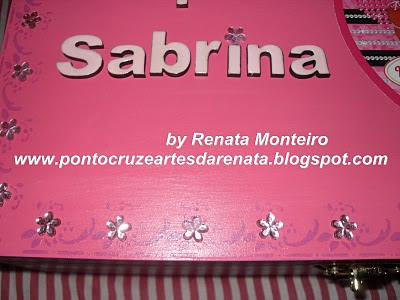 Sabrina
by Renata Monteiro
www.pontocruzeartesdarenata.blogspot.com